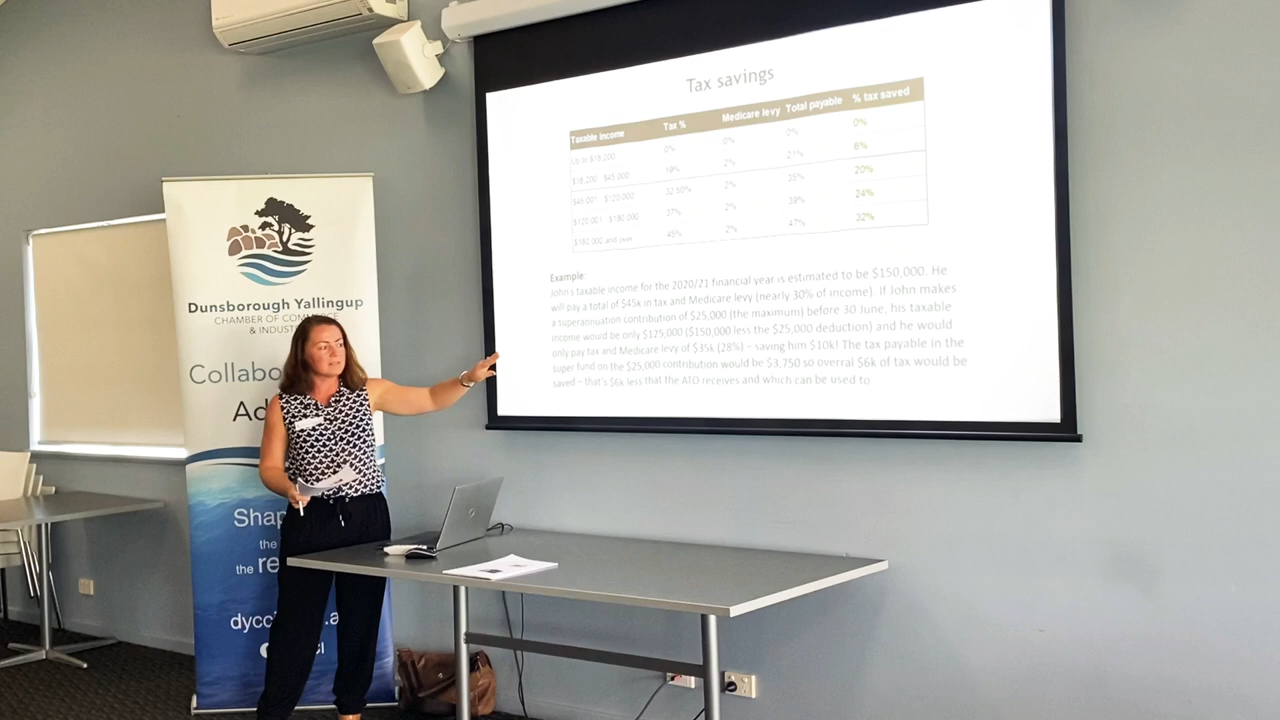 Tax savings
Taxable income Tax % Medicare levy Total payable % tax saved
Up to $18,200 0% 0% 0% 0%
$18,200 $45,000 19% 2% 21% 6%
$45,001 $120,000 32.50% 2% 35% 20%
$120,001 $180,000 37% 2% 39% 24%
$180,000 and over 45% 2% 47% 32%
Example:
John's taxable income for the 2020/21 financial year is estimated to be $150,000. He
will pay a total of $45k in tax and Medicare levy (nearly 30% of income). If John makes
a superannuation contribution of $25,000 (the maximum) before 30 June, his taxable
income would be only $125,000 ($150,000 less the $25,000 deduction) and he would
only pay tax and Medicare levy of $35k (28%) – saving him $10k! The tax payable in the
super fund on the $25,000 contribution would be $3,750 so overral $6k of tax would be
saved – that's $6k less that the ATO receives and which can be used to
Dunsborough Yallingup
CHAMBER OF COMMERCE
& INDUST
Collabo
Ad
Shap
the
the re
dycci .a